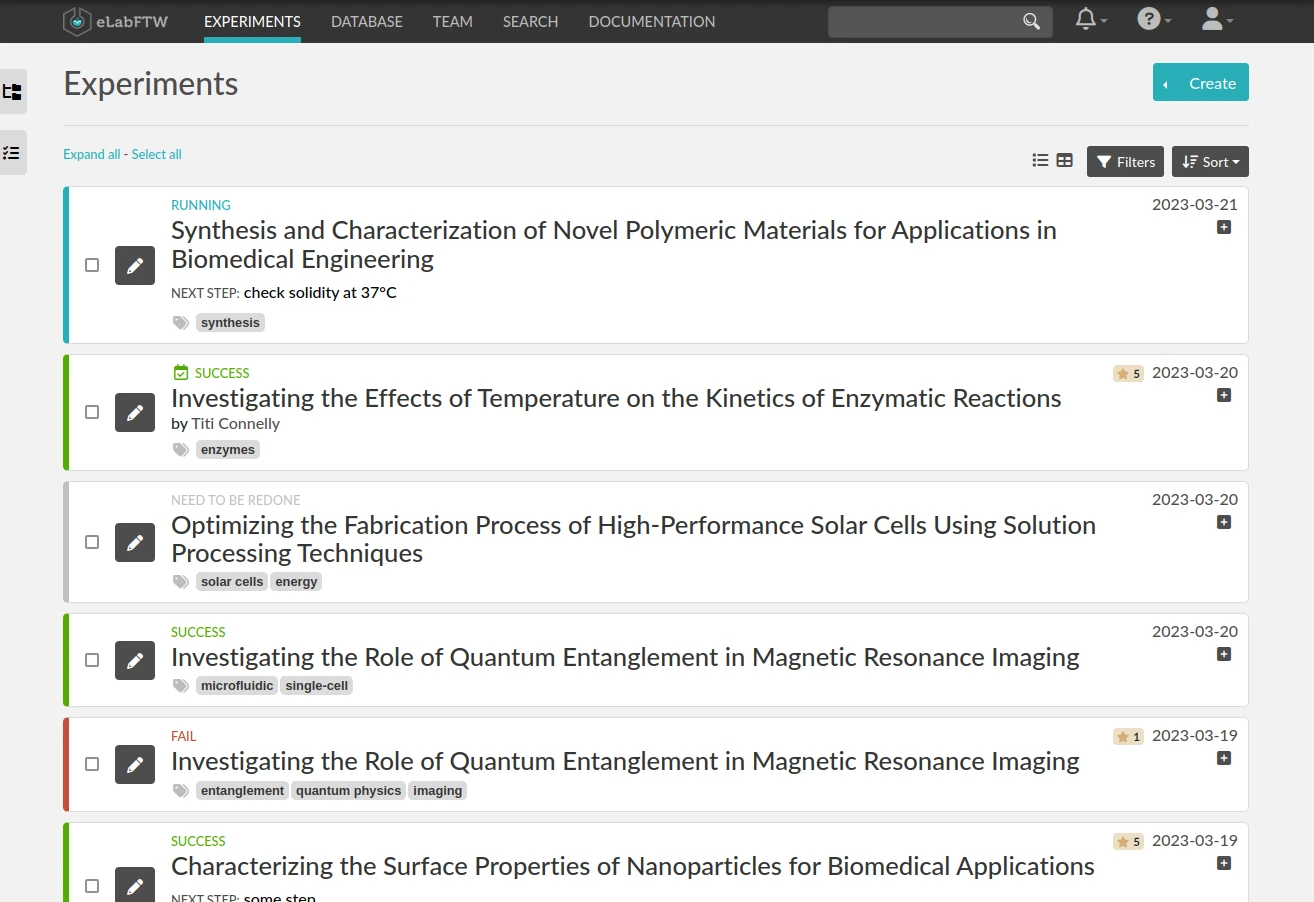 eLabFTW EXPERIMENTS DATABASE TEAM SEARCH DOCUMENTATION ?
Experiments
Create
Expand all - Select all
Filters Sort
RUNNING 2023-03-21
Synthesis and Characterization of Novel Polymeric Materials for Applications in
Biomedical Engineering
NEXT STEP: check solidity at 37°C
synthesis
SUCCESS 5 2023-03-20
Investigating the Effects of Temperature on the Kinetics of Enzymatic Reactions
by Titi Connelly
enzymes
NEED TO BE REDONE 2023-03-20
Optimizing the Fabrication Process of High-Performance Solar Cells Using Solution
Processing Techniques
solar cells energy
SUCCESS 2023-03-20
Investigating the Role of Quantum Entanglement in Magnetic Resonance Imaging
microfluidic single-cell
FAIL 1 2023-03-19
Investigating the Role of Quantum Entanglement in Magnetic Resonance Imaging
entanglement quantum physics imaging
SUCCESS 5 2023-03-19
Characterizing the Surface Properties of Nanoparticles for Biomedical Applications
NEXT STEP: some step